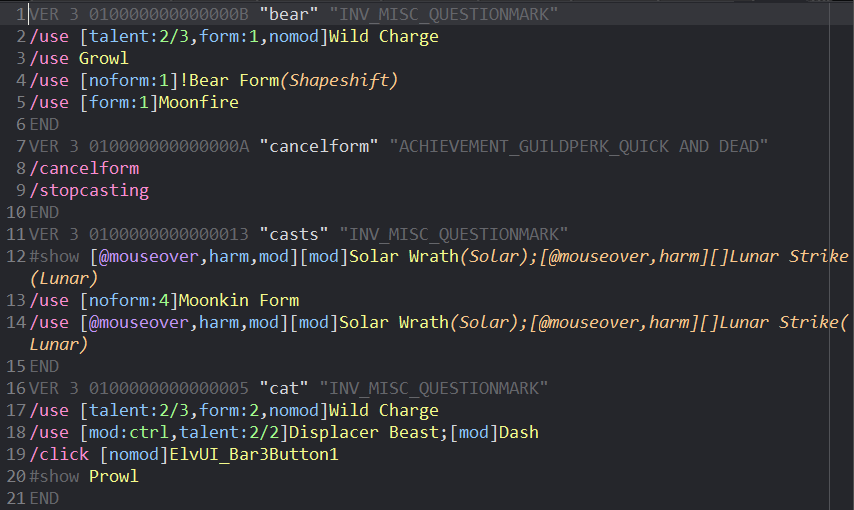 1 VER 3 010000000000000B "bear" "INV_MISC_QUESTIONMARK"
2 /use [talent:2/3,form:1,nomod]Wild Charge
3 /use Growl
4 /use [noform:1]!Bear Form(Shapeshift)
5 /use [form:1]Moonfire
6 END
7 VER 3 010000000000000A "cancelform" "ACHIEVEMENT_GUILDPERK_QUICK AND DEAD"
8 /cancelform
9 /stopcasting
10 END
11 VER 3 0100000000000013 "casts" "INV_MISC_QUESTIONMARK"
12 #show [@mouseover,harm,mod][mod]Solar Wrath(Solar);[@mouseover,harm][]Lunar Strike
(Lunar)
13 /use [noform:4]Moonkin Form
14 /use [@mouseover,harm,mod][mod]Solar Wrath(Solar);[@mouseover,harm][]Lunar Strike(
Lunar)
15 END
16 VER 3 0100000000000005 "cat" "INV_MISC_QUESTIONMARK"
17 /use [talent:2/3,form:2,nomod]Wild Charge
18 /use [mod:ctrl,talent:2/2]Displacer Beast;[mod]Dash
19 /click [nomod]ElvUI_Bar3Button1
20 #show Prowl
21 END